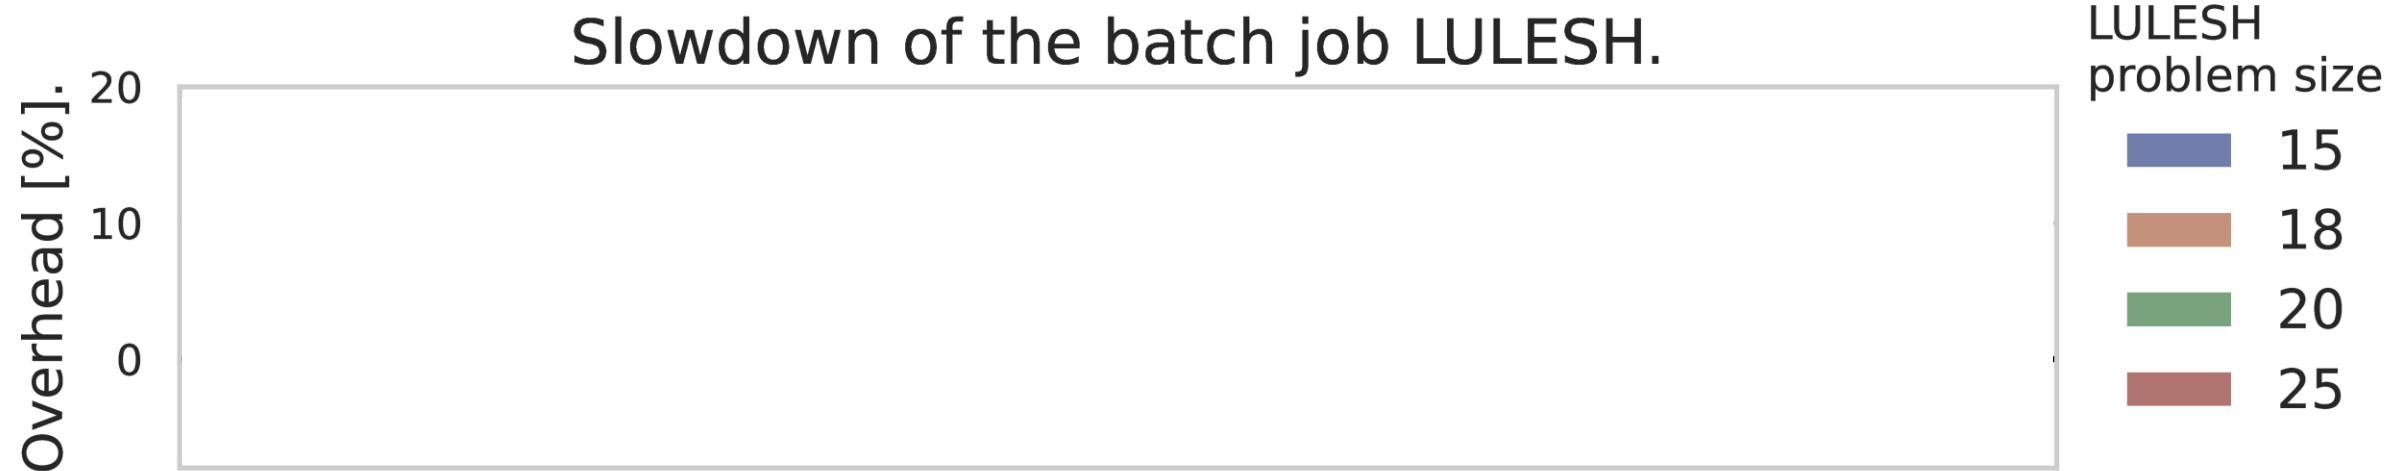 Slowdown of the batch job LULESH.
Overhead [%].
20
10
0
LULESH
problem size
15
18
20
25